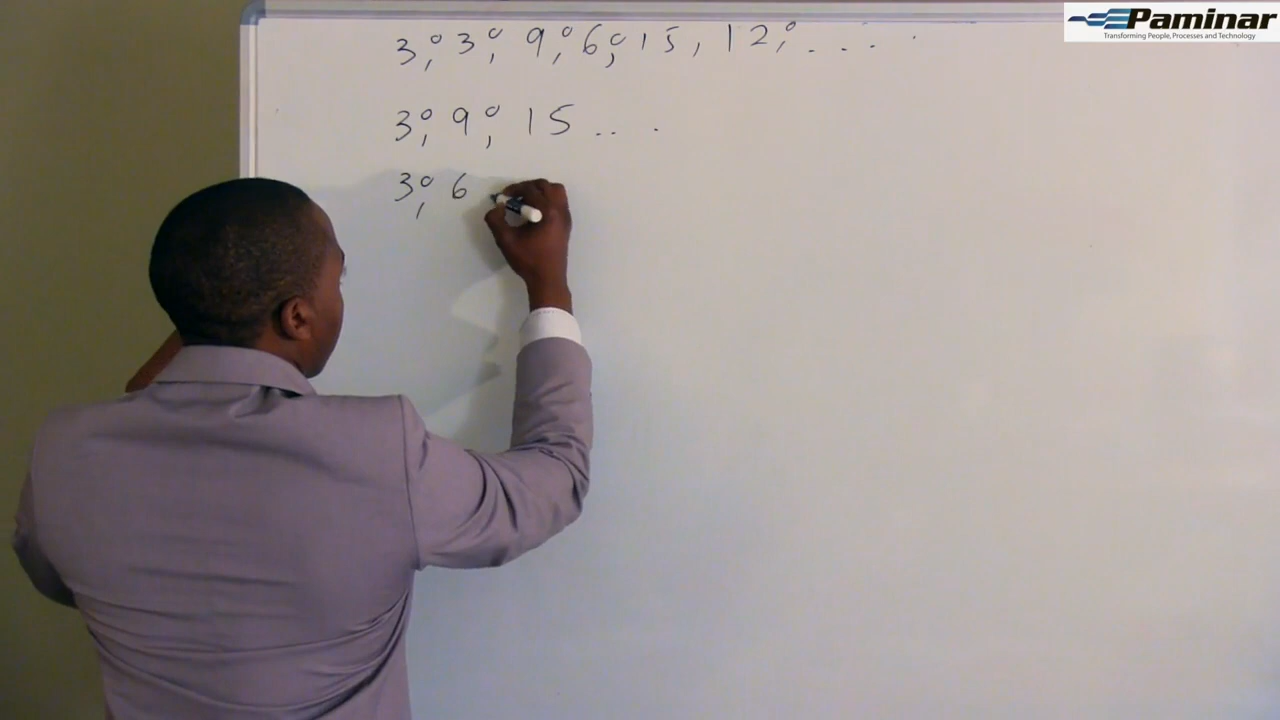 3; 3; 9; 6; 15, 12; ....
3; 9; 15 ...
3; 6
Paminar
Transforming People, Processes and Technology